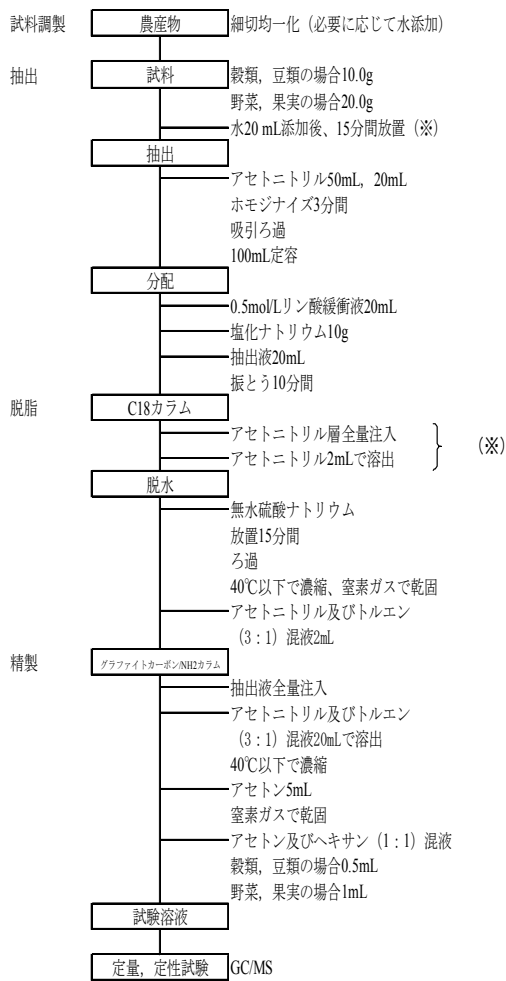 試料調製 農産物 細切均一化（必要に応じて水添加）
抽出 試料 穀類，豆類の場合10.0g
野菜，果実の場合20.0g
水20 mL添加後、15分間放置（※）
抽出
アセトニトリル50mL，20mL
ホモジナイズ3分間
吸引ろ過
100mL定容
分配
0.5mol/Lリン酸緩衝液20mL
塩化ナトリウム10g
抽出液20mL
振とう10分間
脱脂 C18カラム
アセトニトリル層全量注入
アセトニトリル2mLで溶出
（※）
脱水
無水硫酸ナトリウム
放置15分間
ろ過
40℃以下で濃縮、窒素ガスで乾固
アセトニトリル及びトルエン
（3：1）混液2mL
精製 グラファイトカーボン/NH2カラム
抽出液全量注入
アセトニトリル及びトルエン
（3：1）混液20mLで溶出
40℃以下で濃縮
アセトン5mL
窒素ガスで乾固
アセトン及びヘキサン（1：1）混液
穀類，豆類の場合0.5mL
野菜，果実の場合1mL
試験溶液
定量，定性試験 GC/MS